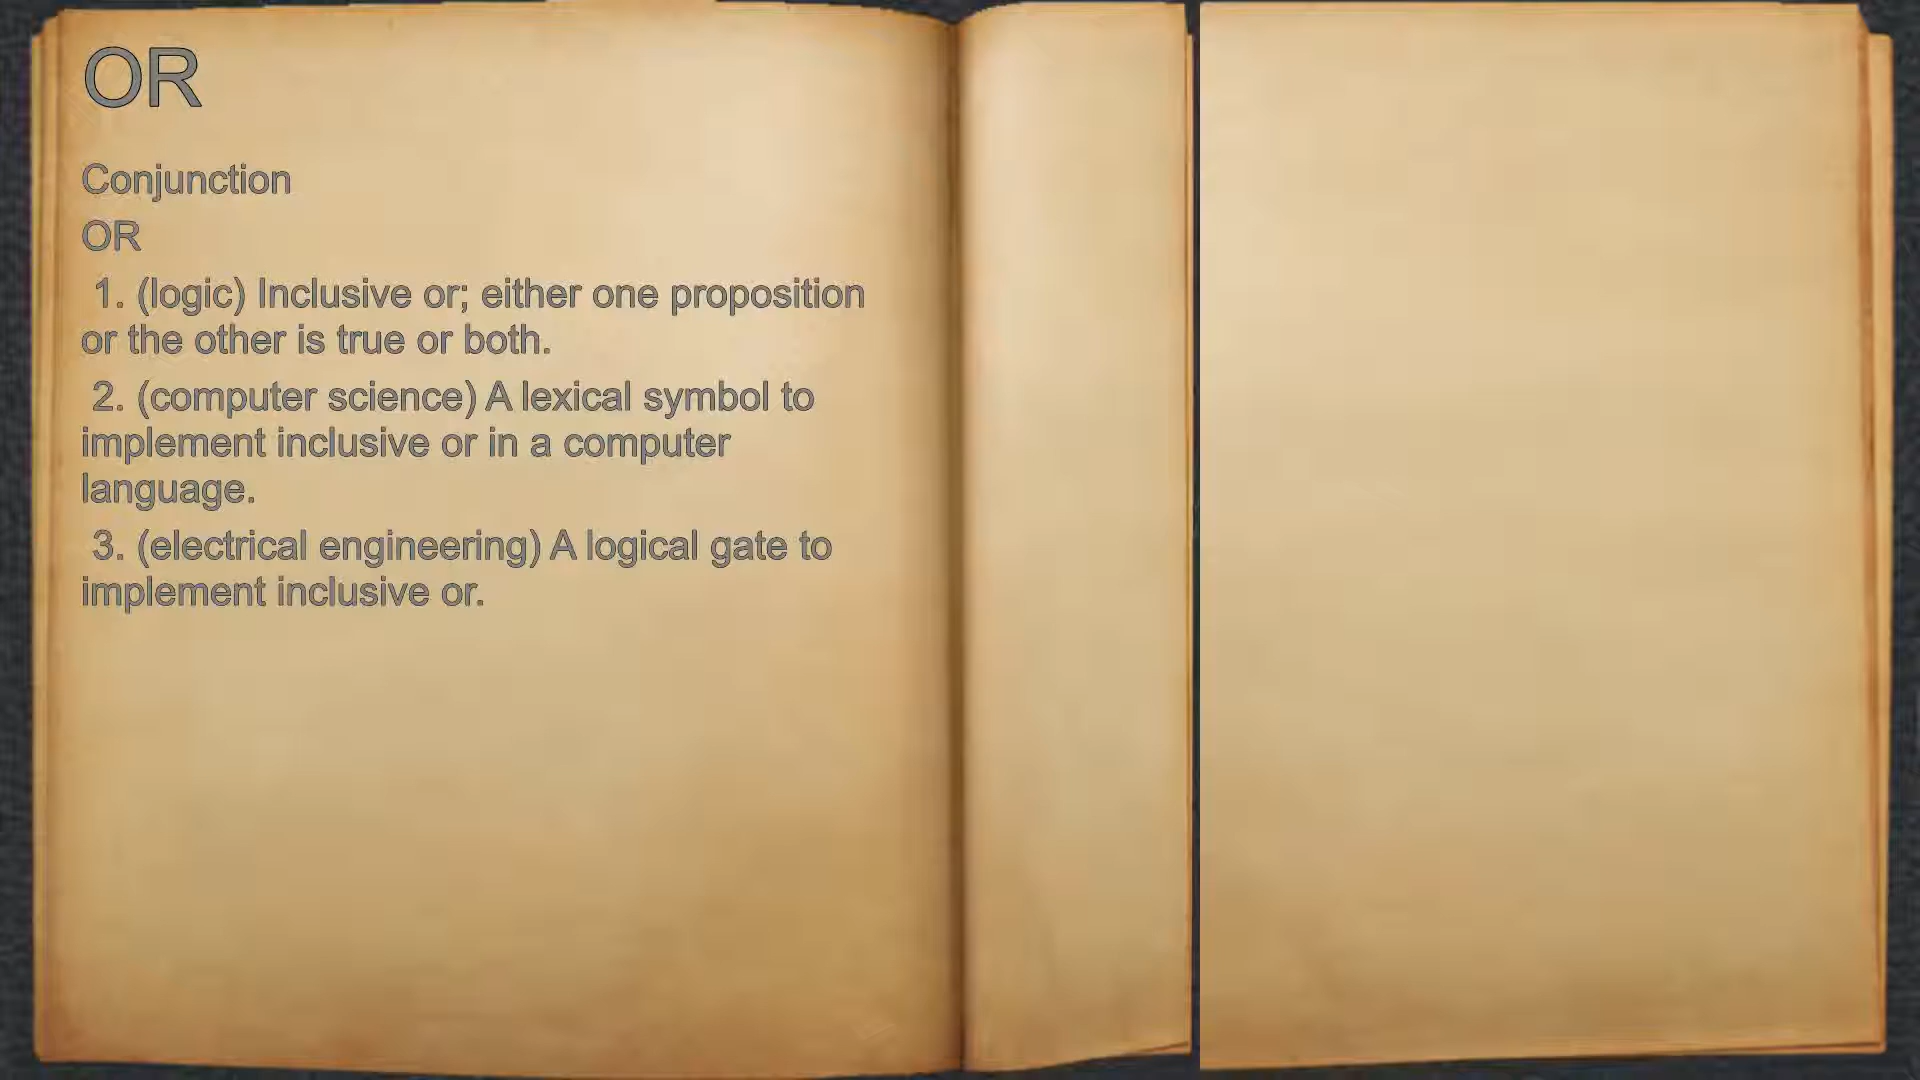 OR
Conjunction
OR
1. (logic) Inclusive or; either one proposition
or the other is true or both.
2. (computer science) A lexical symbol to
implement inclusive or in a computer
language.
3. (electrical engineering) A logical gate to
implement inclusive or.